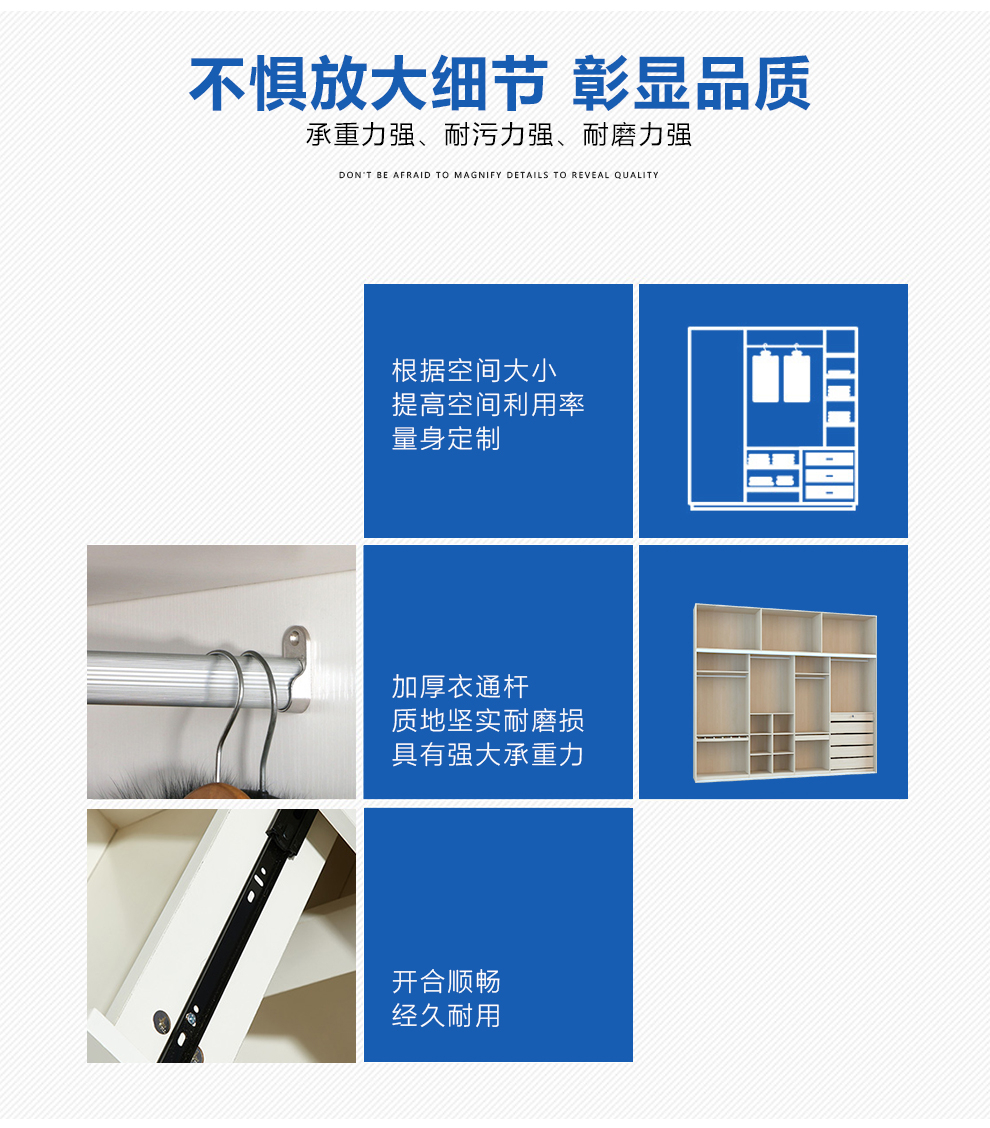 不惧放大细节 彰显品质
承重力强、耐污力强、耐磨力强
DON'T BE AFRAID TO MAGNIFY DETAILS TO REVEAL QUALITY
根据空间大小
提高空间利用率
量身定制
加厚衣通杆
质地坚实耐磨损
具有强大承重力
开合顺畅
经久耐用